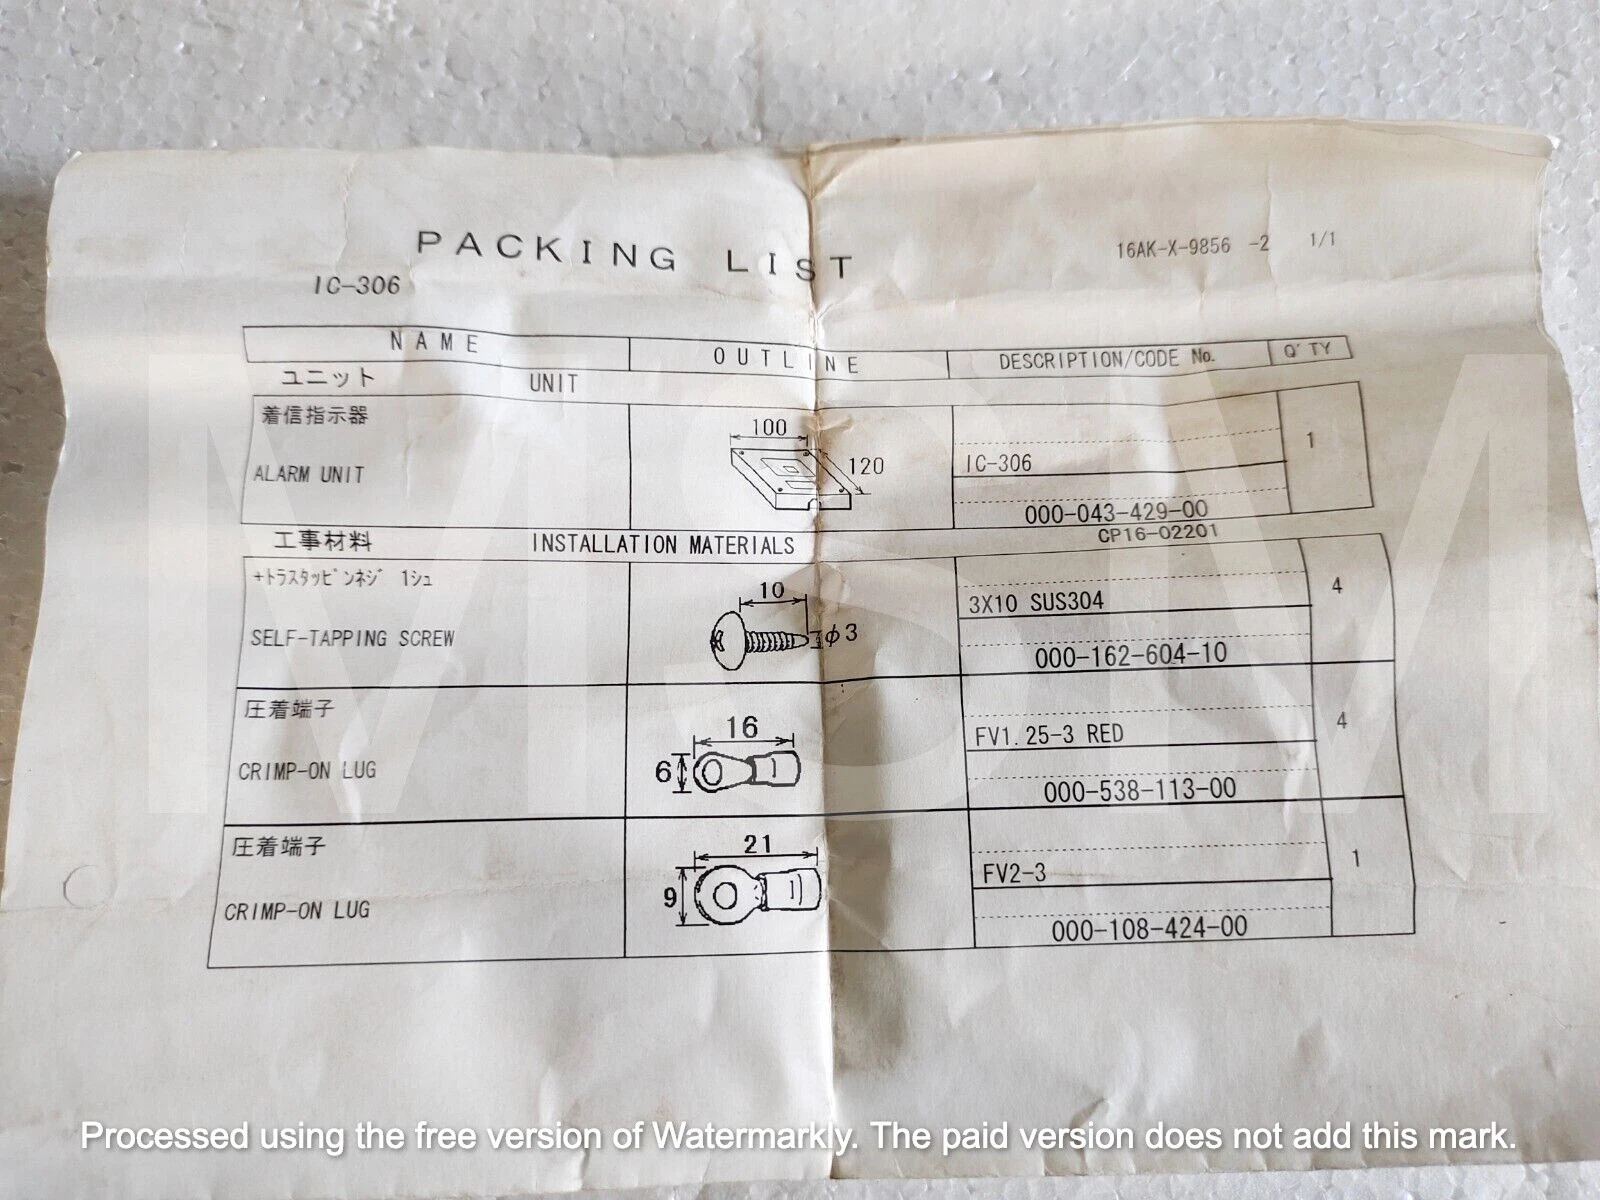 PACKING LIST
16AK-X-9856 -2 1/1
IC-306
NAME OUTLINE DESCRIPTION/CODE No. Q'TY
ユニット UNIT
着信指示器
ALARM UNIT
100
120
IC-306
000-043-429-00
1
工事材料 INSTALLATION MATERIALS CP16-02201
+トラスタッピンネジ 1シュ
SELF-TAPPING SCREW
10
φ3
3X10 SUS304
000-162-604-10
4
圧着端子
CRIMP-ON LUG
16
6
FV1.25-3 RED
000-538-113-00
4
圧着端子
CRIMP-ON LUG
21
9
FV2-3
000-108-424-00
1
MSM
Processed using the free version of Watermarkly. The paid version does not add this mark.